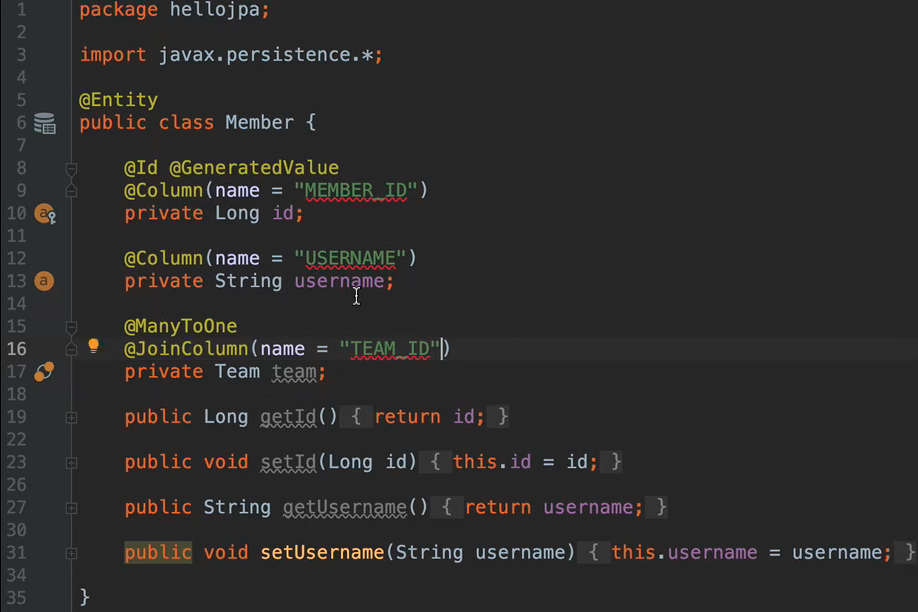 1 package hellojpa;
2
3 import javax.persistence.*;
4
5 @Entity
6 public class Member {
7
8 @Id @GeneratedValue
9 @Column(name = "MEMBER_ID")
10 private Long id;
11
12 @Column(name = "USERNAME")
13 private String username;
14
15 @ManyToOne
16 @JoinColumn(name = "TEAM_ID")
17 private Team team;
18
19 public Long getId() { return id; }
22
23 public void setId(Long id) { this.id = id; }
26
27 public String getUsername() { return username; }
30
31 public void setUsername(String username) { this.username = username; }
34
35 }